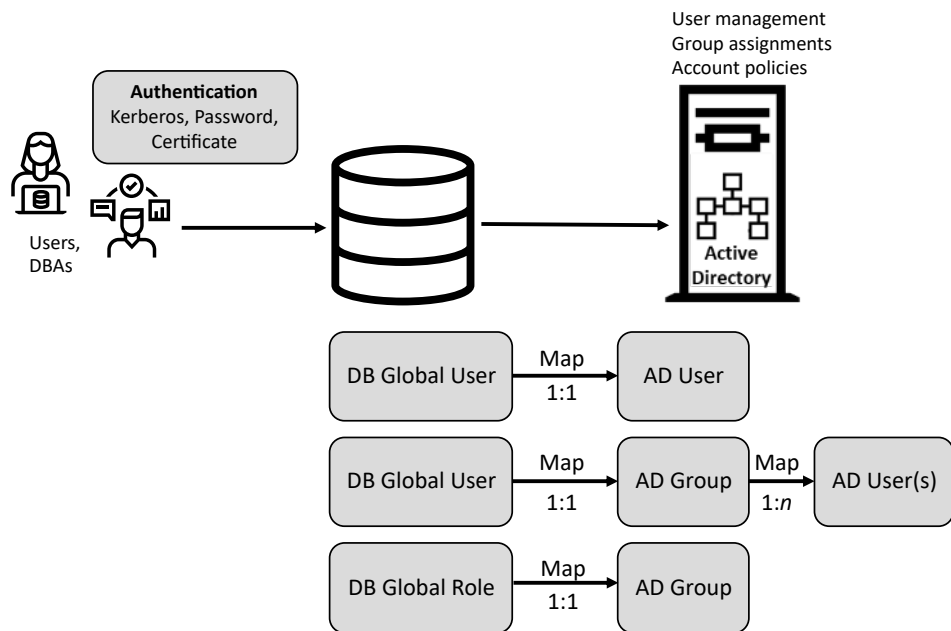 User management
Group assignments
Account policies
Authentication
Kerberos, Password,
Certificate
Users,
DBAs
Active
Directory
DB Global User
Map
1:1
AD User
DB Global User
Map
1:1
AD Group
Map
1:n
AD User(s)
DB Global Role
Map
1:1
AD Group